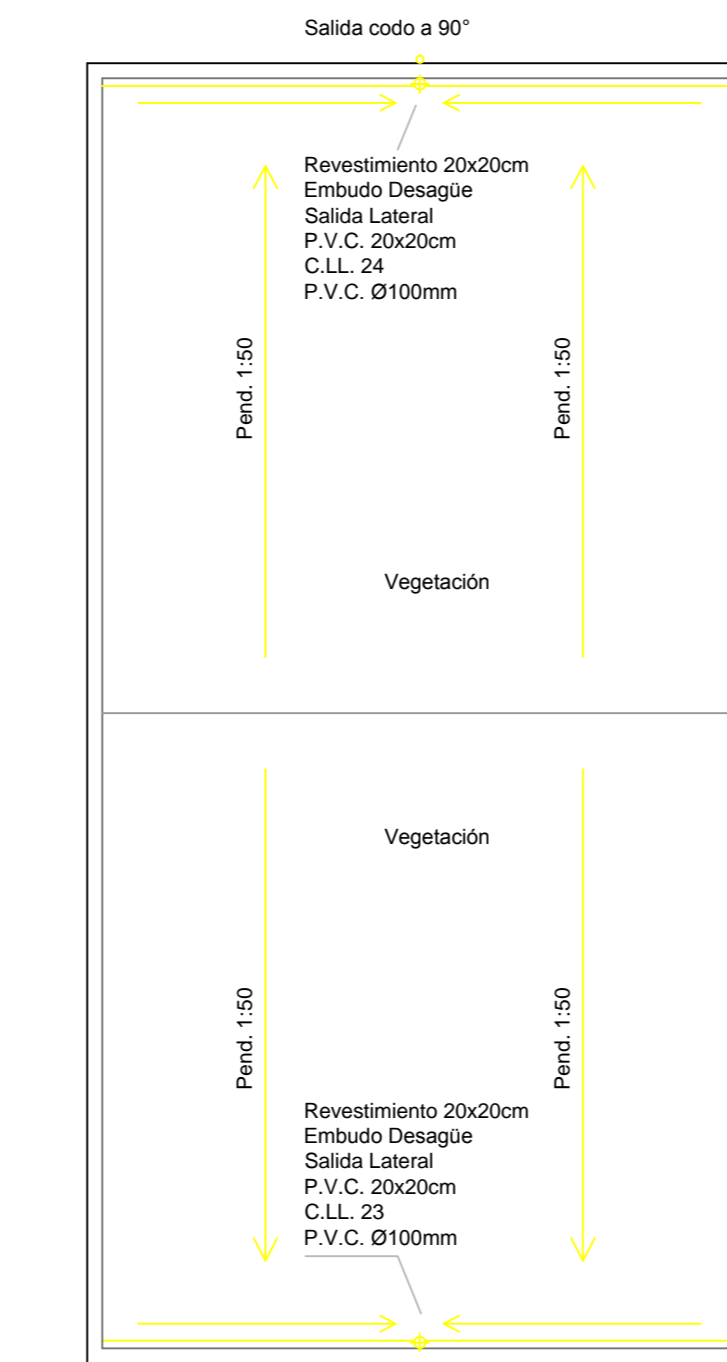 Salida codo a 90°
Revestimiento 20x20cm
Embudo Desagüe
Salida Lateral
P.V.C. 20x20cm
C.LL. 24
P.V.C. Ø100mm
Pend. 1:50
Pend. 1:50
Vegetación
Vegetación
Pend. 1:50
Pend. 1:50
Revestimiento 20x20cm
Embudo Desagüe
Salida Lateral
P.V.C. 20x20cm
C.LL. 23
P.V.C. Ø100mm